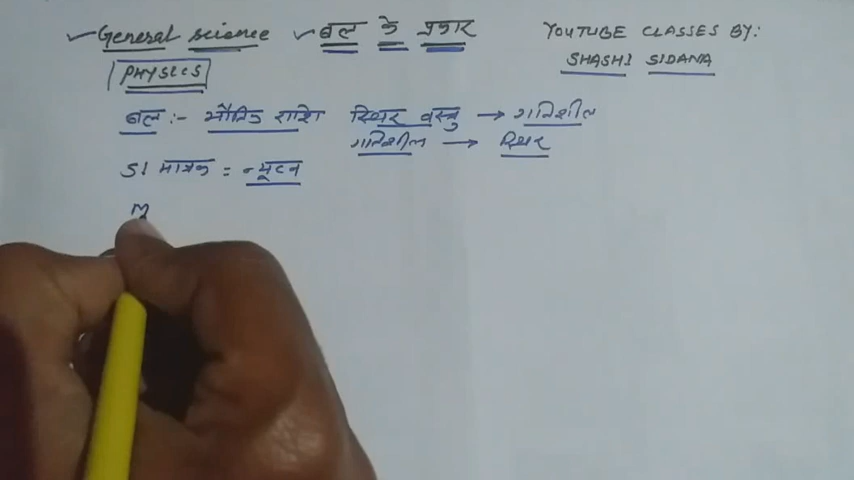 General science बल के प्रकार YOUTUBE CLASSES BY:
PHYSICS SHASHI SIDANA
बल :- भौतिक राशि स्थिर वस्तु → गतिशील
गतिशील → स्थिर
SI मात्रक = न्यूटन